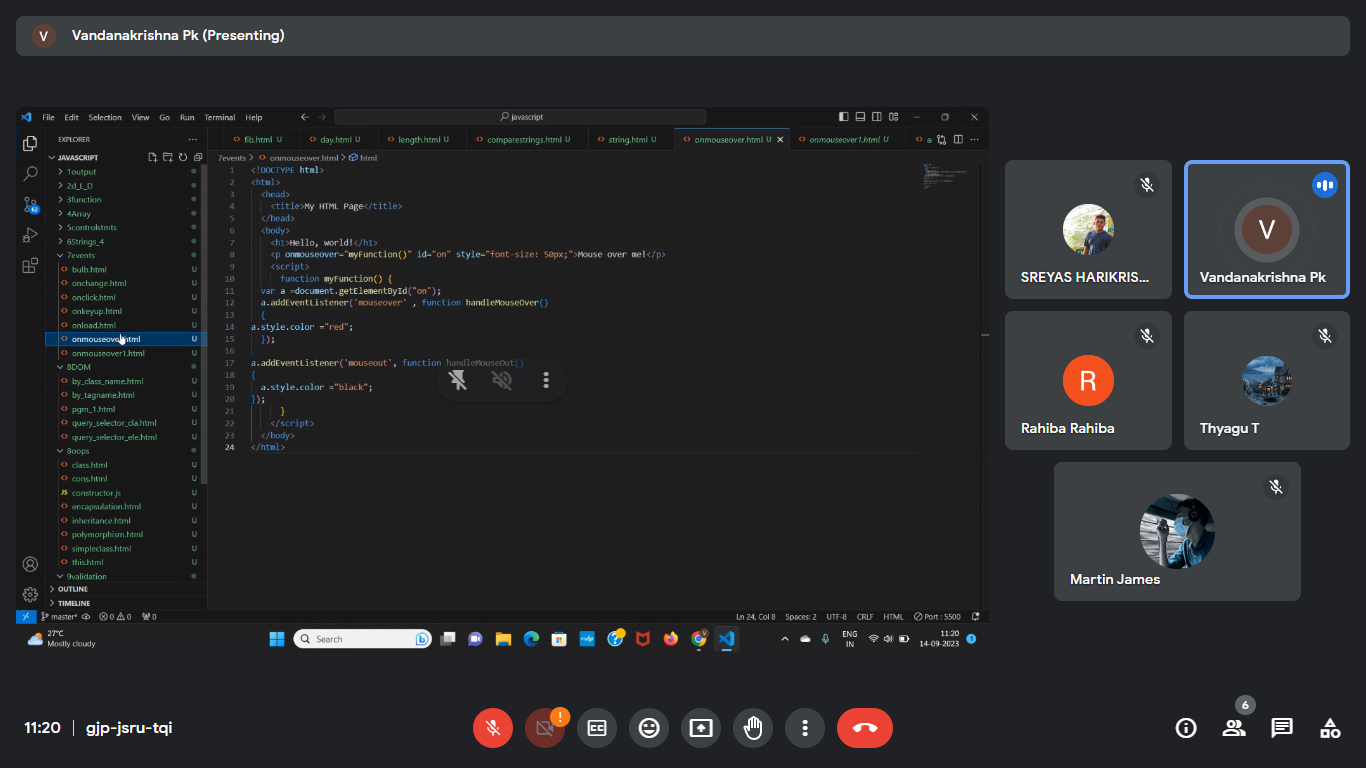 V Vandanakrishna Pk (Presenting)
File Edit Selection View Go Run Terminal Help
javascript
EXPLORER
fib.html U day.html U length.html U comparestrings.html U string.html U onmouseover.html U onmouseover1.html U
JAVASCRIPT
7events > onmouseover.html > html
1output
2d_I_D
3function
4Array
5controlstmts
6Strings_4
7events
bulb.html U
onchange.html U
onclick.html U
onkeyup.html U
onload.html U
onmouseover.html U
onmouseover1.html U
8DOM
by_class_name.html U
by_tagname.html U
pgm_1.html U
query_selector_cla.html U
query_selector_ele.html U
8oops
class.html U
cons.html U
JS constructor.js U
encapsulation.html U
inheritance.html U
polymorphism.html U
simpleclass.html U
this.html U
9validation
OUTLINE
TIMELINE
62
1 <!DOCTYPE html>
2 <html>
3 <head>
4 <title>My HTML Page</title>
5 </head>
6 <body>
7 <h1>Hello, world!</h1>
8 <p onmouseover="myFunction()" id="on" style="font-size: 50px;">Mouse over me!</p>
9 <script>
10 function myFunction() {
11 var a =document.getElementById("on");
12 a.addEventListener('mouseover' , function handleMouseOver()
13 {
14 a.style.color ="red";
15 });
16
17 a.addEventListener('mouseout', function handleMouseOut()
18 {
19 a.style.color ="black";
20 });
21 }
22 </script>
23 </body>
24 </html>
master* 0 0 0 Ln 24, Col 8 Spaces: 2 UTF-8 CRLF HTML Port : 5500
27°C
Mostly cloudy
Search
ENG
IN
11:20
14-09-2023
1
SREYAS HARIKRIS...
V
Vandanakrishna Pk
R
Rahiba Rahiba
Thyagu T
Martin James
11:20 | gjp-jsru-tqi
CC
6